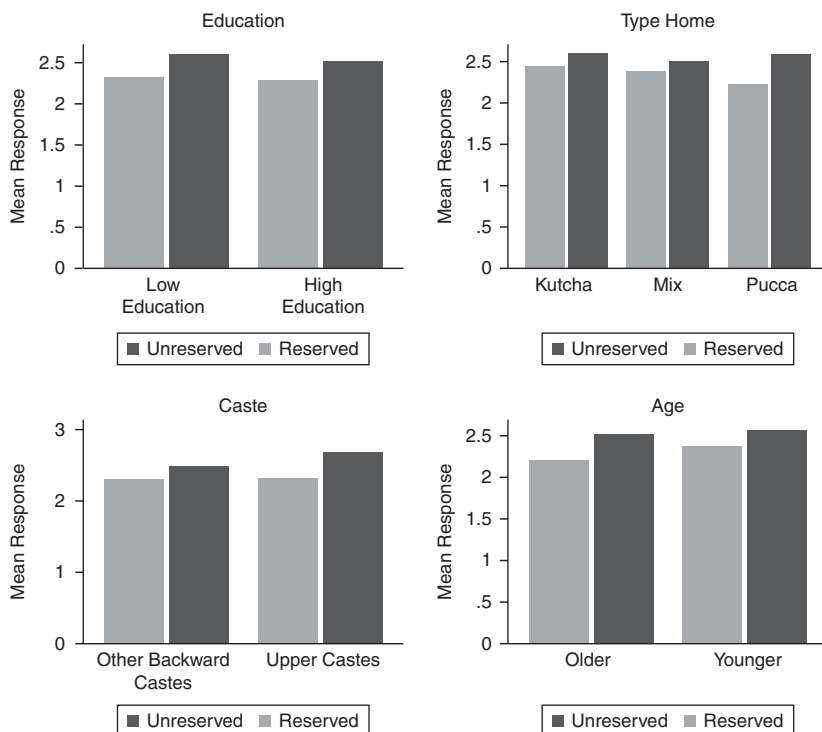 Education
Mean Response
2.5
2
1.5
1
.5
0
Low
Education
High
Education
Unreserved Reserved
Type Home
Mean Response
2.5
2
1.5
1
.5
0
Kutcha Mix Pucca
Unreserved Reserved
Caste
Mean Response
3
2
1
0
Other Backward
Castes
Upper Castes
Unreserved Reserved
Age
Mean Response
2.5
2
1.5
1
.5
0
Older Younger
Unreserved Reserved